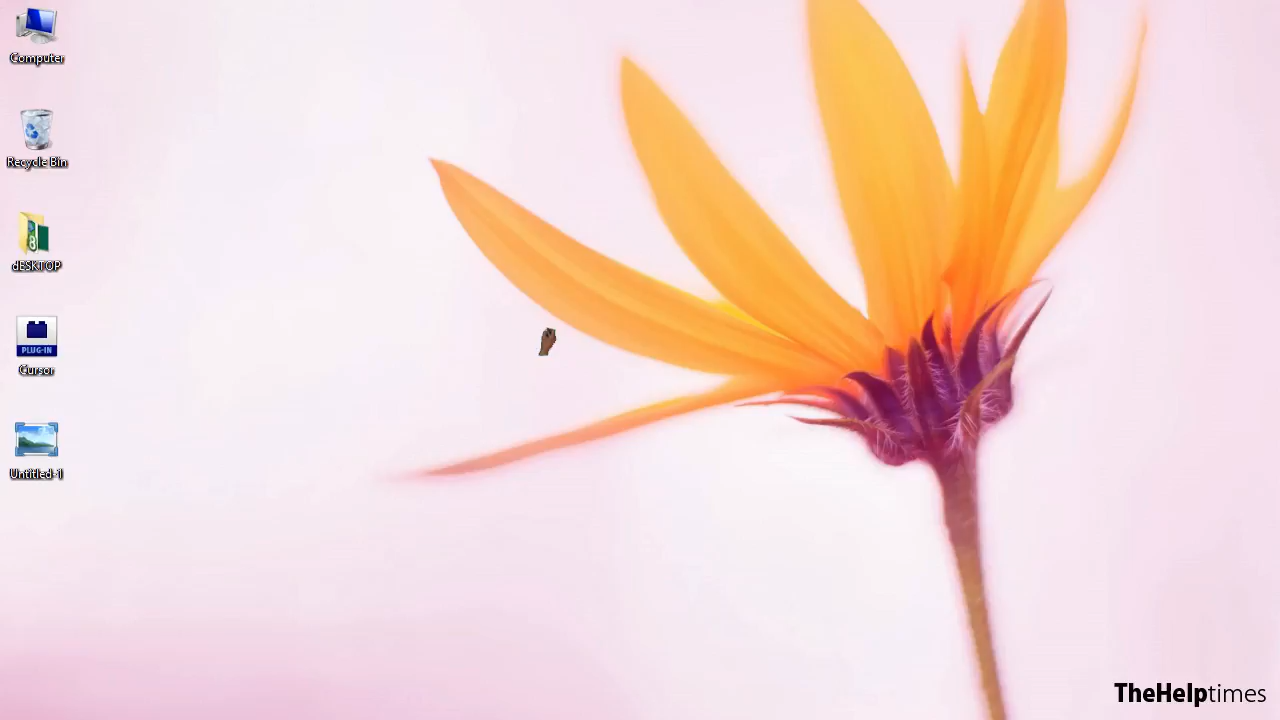 Computer
Recycle Bin
dESKTOP
PLUG-IN
Cursor
Untitled-1
TheHelptimes